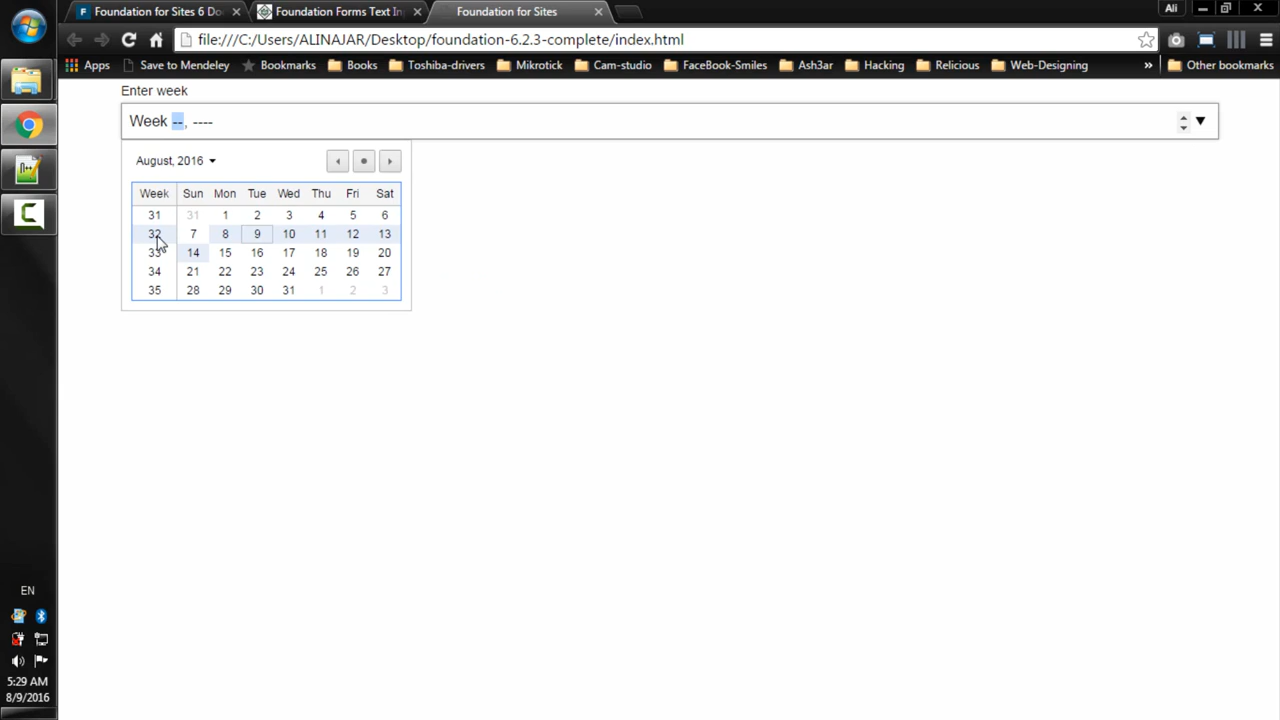 Foundation for Sites 6 Do
Foundation Forms Text In
Foundation for Sites
Ali
file:///C:/Users/ALINAJAR/Desktop/foundation-6.2.3-complete/index.html
Apps
Save to Mendeley
Bookmarks
Books
Toshiba-drivers
Mikrotick
Cam-studio
FaceBook-Smiles
Ash3ar
Hacking
Relicious
Web-Designing
»
Other bookmarks
Enter week
Week --, ----
August, 2016
Week Sun Mon Tue Wed Thu Fri Sat
31 31 1 2 3 4 5 6
32 7 8 9 10 11 12 13
33 14 15 16 17 18 19 20
34 21 22 23 24 25 26 27
35 28 29 30 31 1 2 3
EN
5:29 AM
8/9/2016